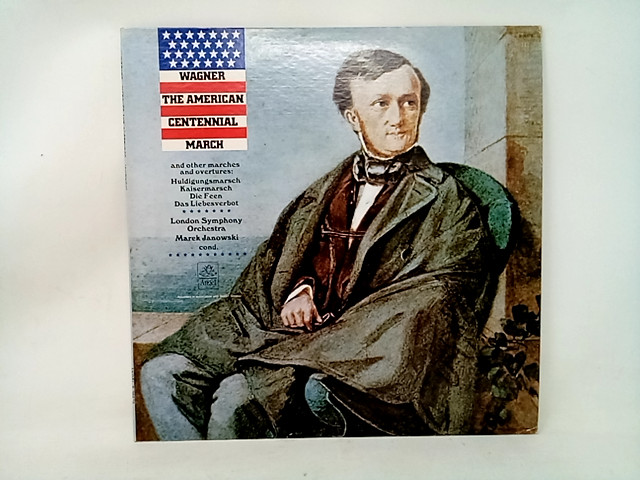 WAGNER
THE AMERICAN
CENTENNIAL
MARCH
and other marches
and overtures:
Huldigungsmarsch
Kaisermarsch
Die Feen
Das Liebesverbot
London Symphony
Orchestra
Marek Janowski
cond.
Angel